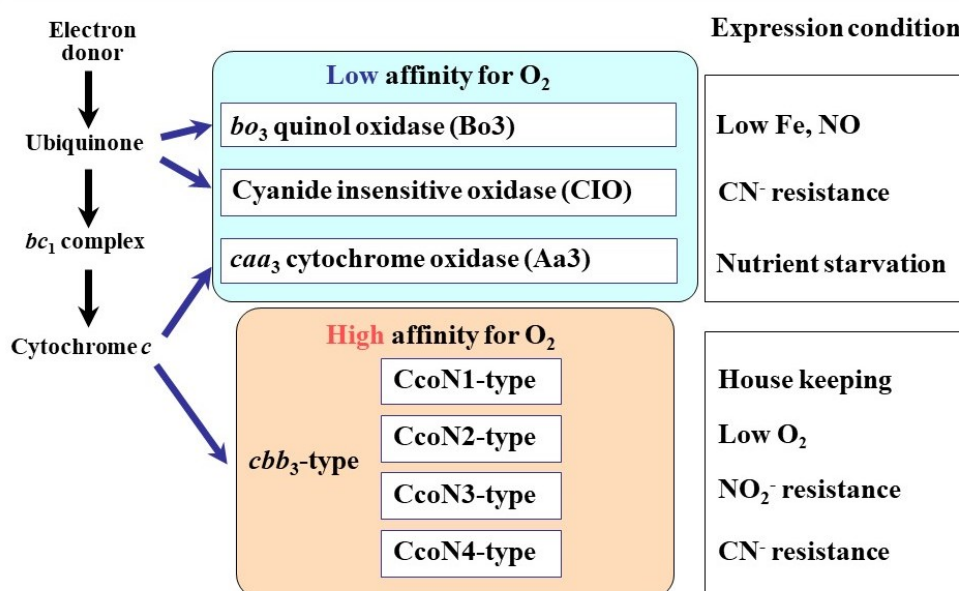 Electron
donor
Ubiquinone
bc₁ complex
Cytochrome c
Low affinity for O₂
bo₃ quinol oxidase (Bo3)
Cyanide insensitive oxidase (CIO)
caa₃ cytochrome oxidase (Aa3)
High affinity for O₂
cbb₃-type
CcoN1-type
CcoN2-type
CcoN3-type
CcoN4-type
Expression condition
Low Fe, NO
CN⁻ resistance
Nutrient starvation
House keeping
Low O₂
NO₂⁻ resistance
CN⁻ resistance